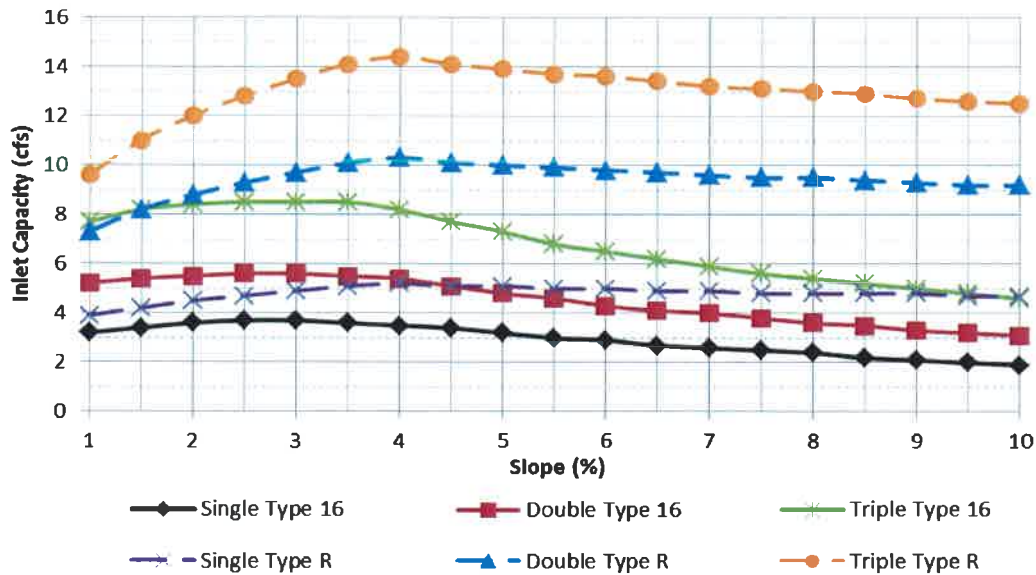 16
14
12
10
8
6
4
2
0
Inlet Capacity (cfs)
1 2 3 4 5 6 7 8 9 10
Slope (%)
Single Type 16 Double Type 16 Triple Type 16
Single Type R Double Type R Triple Type R